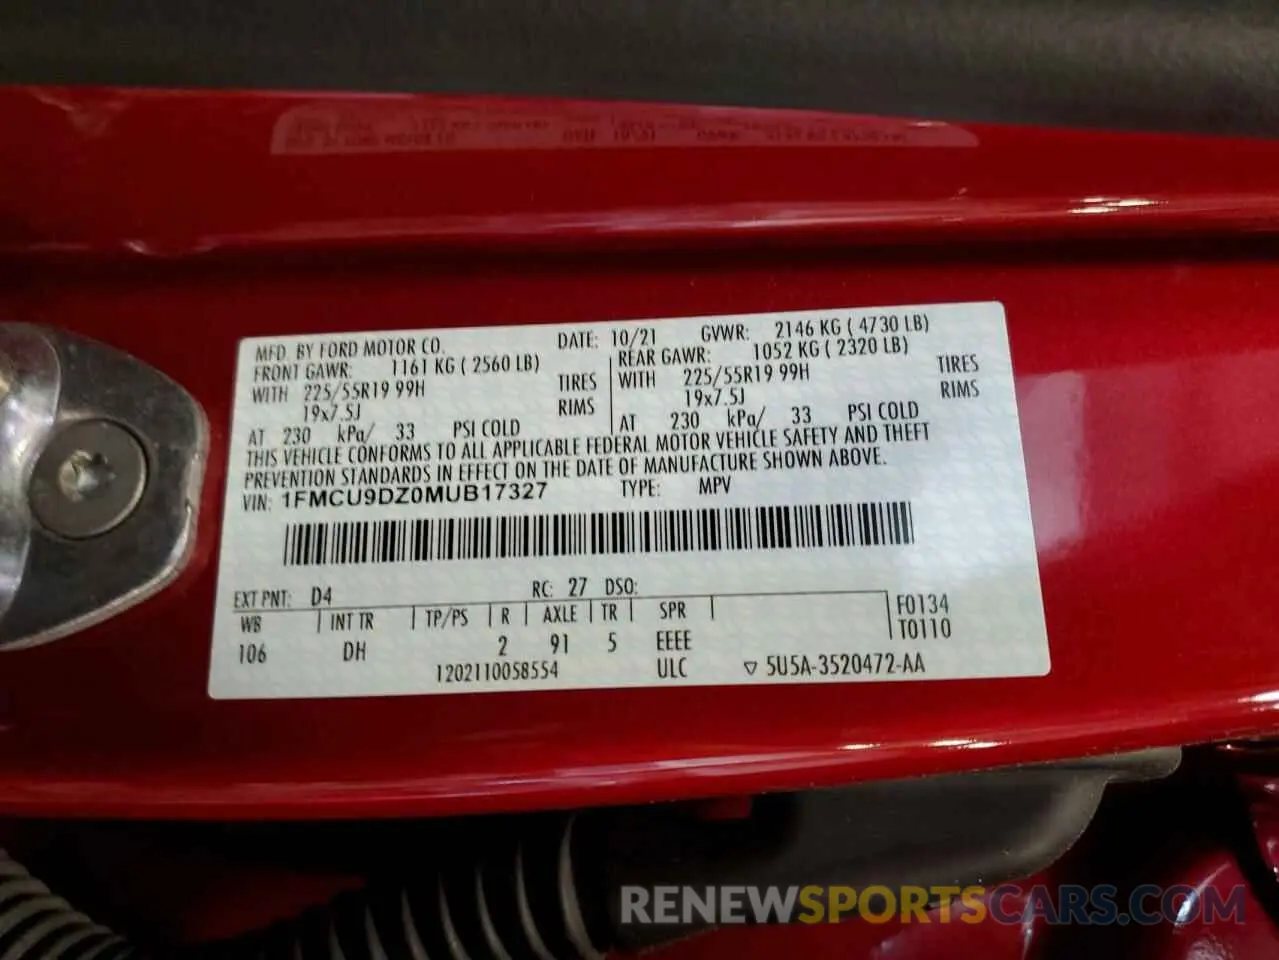 MFD. BY FORD MOTOR CO. DATE: 10/21 GVWR: 2146 KG ( 4730 LB)
FRONT GAWR: 1161 KG ( 2560 LB) REAR GAWR: 1052 KG ( 2320 LB)
WITH 225/55R19 99H TIRES WITH 225/55R19 99H TIRES
19x7.5J RIMS 19x7.5J RIMS
AT 230 kPa/ 33 PSI COLD AT 230 kPa/ 33 PSI COLD
THIS VEHICLE CONFORMS TO ALL APPLICABLE FEDERAL MOTOR VEHICLE SAFETY AND THEFT
PREVENTION STANDARDS IN EFFECT ON THE DATE OF MANUFACTURE SHOWN ABOVE.
VIN: 1FMCU9DZ0MUB17327 TYPE: MPV
EXT PNT: D4 RC: 27 DSO:
WB INT TR TP/PS R AXLE TR SPR F0134
106 DH 2 91 5 EEEE T0110
1202110058554 ULC 5U5A-3520472-AA
RENEWSPORTSCARS.COM